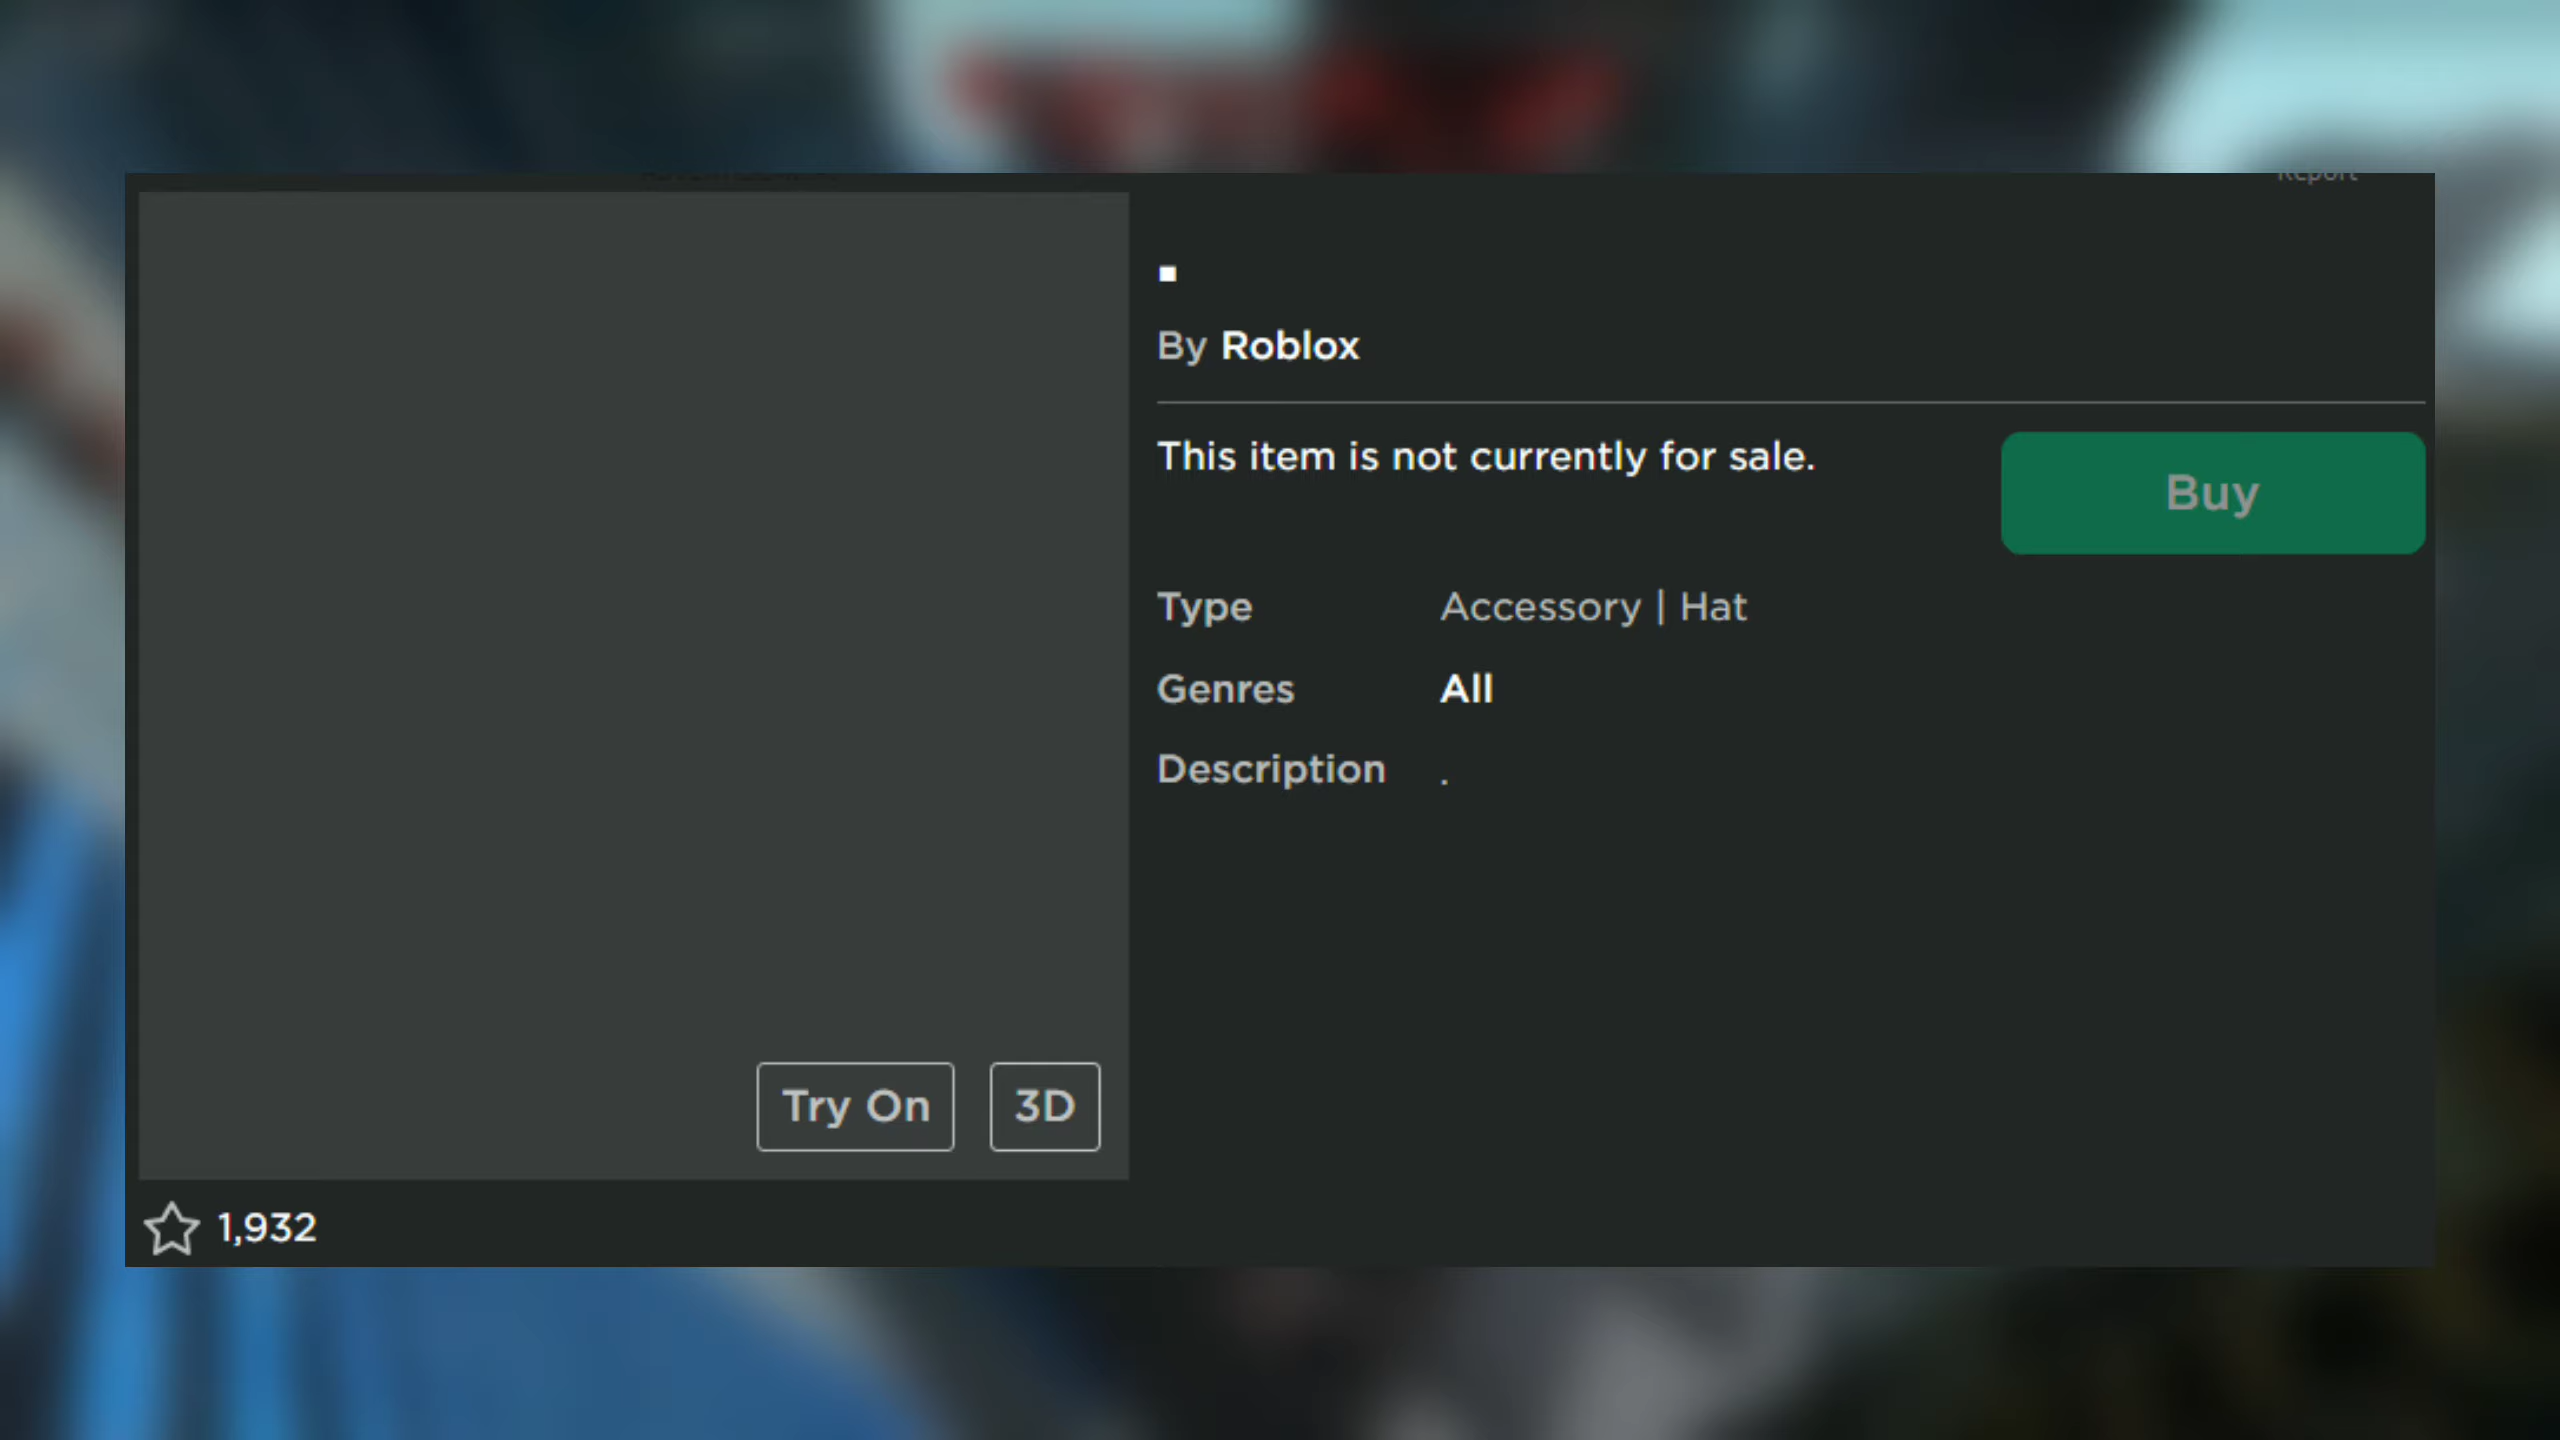 Report
.
By Roblox
This item is not currently for sale.
Buy
Type Accessory | Hat
Genres All
Description .
Try On 3D
1,932